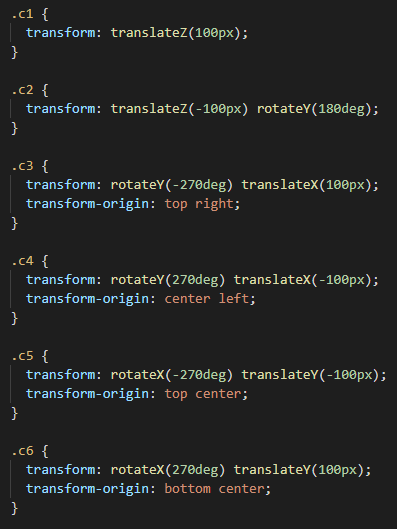 .c1 {
  transform: translateZ(100px);
}

.c2 {
  transform: translateZ(-100px) rotateY(180deg);
}

.c3 {
  transform: rotateY(-270deg) translateX(100px);
  transform-origin: top right;
}

.c4 {
  transform: rotateY(270deg) translateX(-100px);
  transform-origin: center left;
}

.c5 {
  transform: rotateX(-270deg) translateY(-100px);
  transform-origin: top center;
}

.c6 {
  transform: rotateX(270deg) translateY(100px);
  transform-origin: bottom center;
}